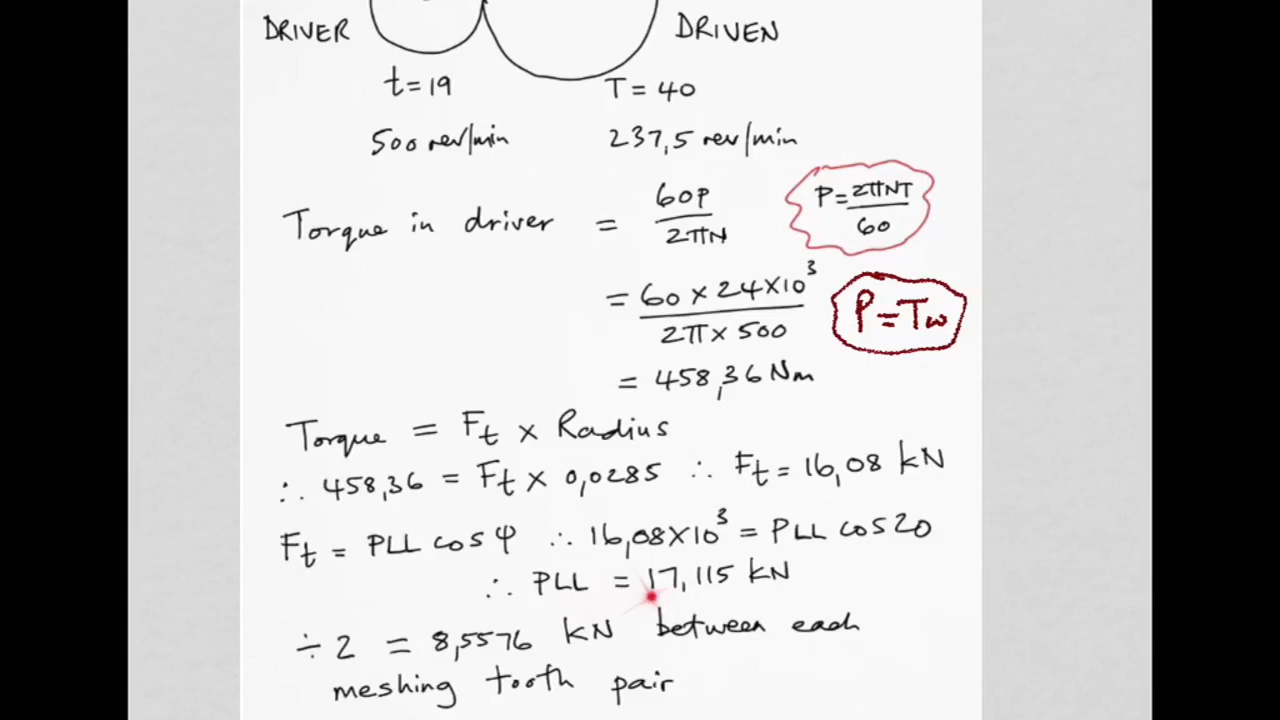 DRIVER DRIVEN
t = 19 T = 40
500 rev/min 237,5 rev/min
Torque in driver = 60P / 2πN P = 2πNT / 60
= 60 × 24 × 10³ / 2π × 500 P = Tω
= 458,36 Nm
Torque = Ft × Radius
∴ 458,36 = Ft × 0,0285 ∴ Ft = 16,08 kN
Ft = PLL cos φ ∴ 16,08 × 10³ = PLL cos 20
∴ PLL = 17,115 kN
÷ 2 = 8,5576 kN between each
meshing tooth pair